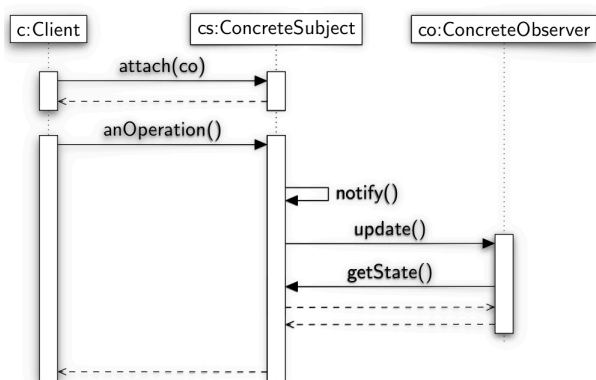 c:Client
cs:ConcreteSubject
co:ConcreteObserver
attach(co)
anOperation()
notify()
update()
getState()